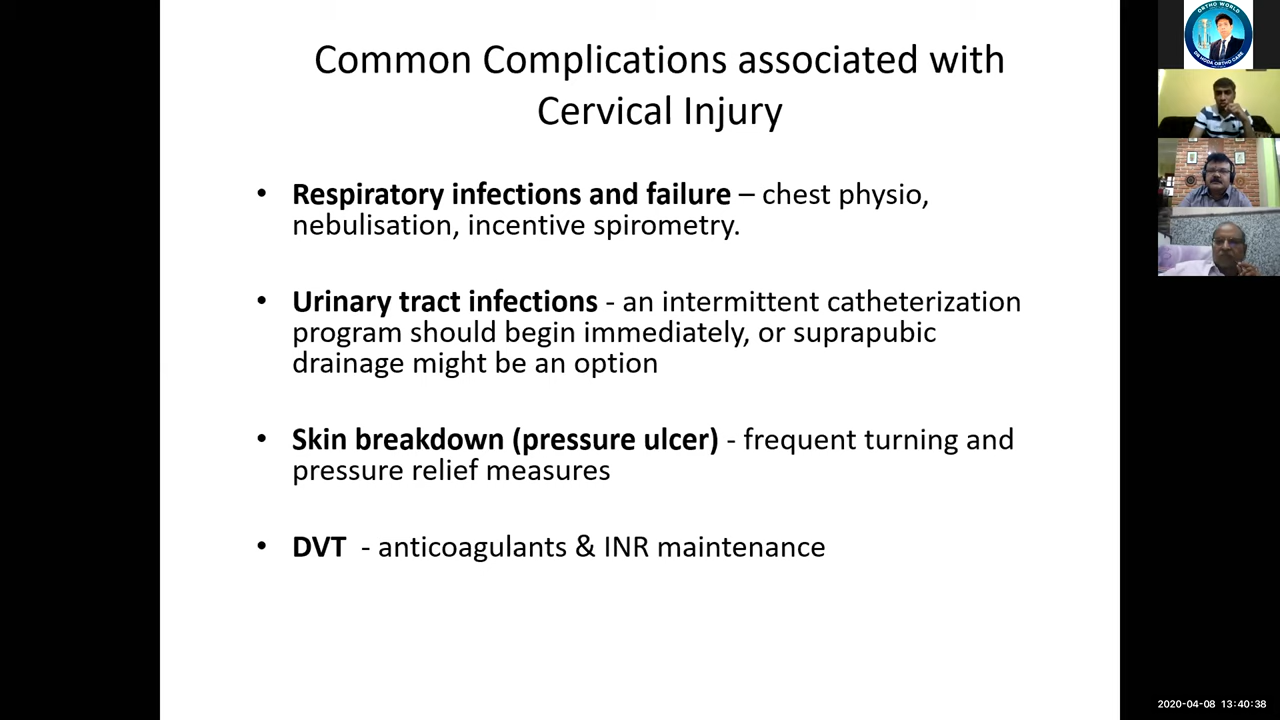 Common Complications associated with
Cervical Injury
• Respiratory infections and failure – chest physio,
nebulisation, incentive spirometry.
• Urinary tract infections - an intermittent catheterization
program should begin immediately, or suprapubic
drainage might be an option
• Skin breakdown (pressure ulcer) - frequent turning and
pressure relief measures
• DVT - anticoagulants & INR maintenance
ORTHO WORLD
2020-04-08 13:40:38